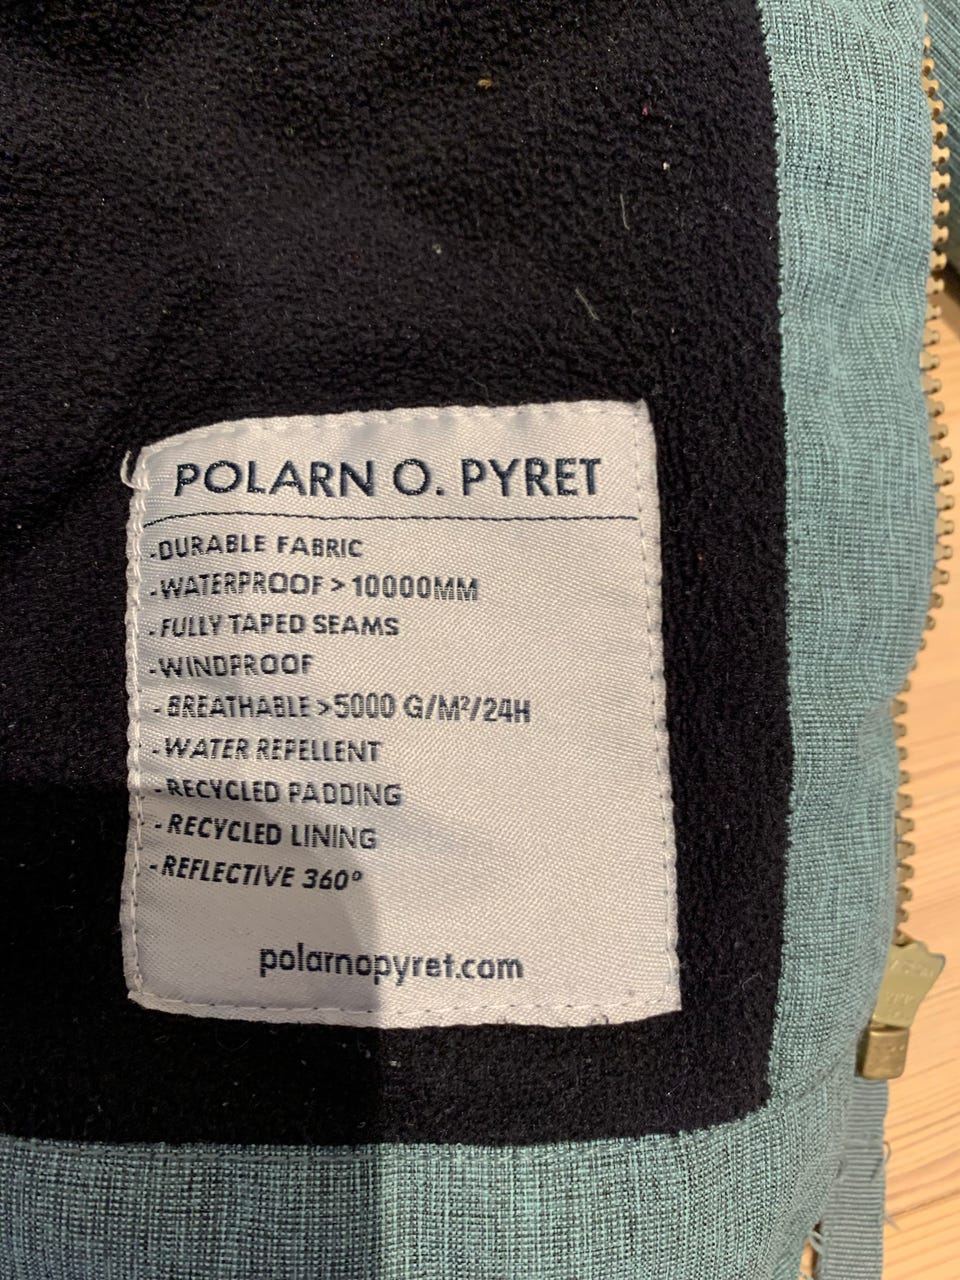 POLARN O. PYRET
-DURABLE FABRIC
-WATERPROOF > 10000MM
-FULLY TAPED SEAMS
-WINDPROOF
-BREATHABLE >5000 G/M²/24H
-WATER REPELLENT
-RECYCLED PADDING
-RECYCLED LINING
-REFLECTIVE 360°
polarnopyret.com